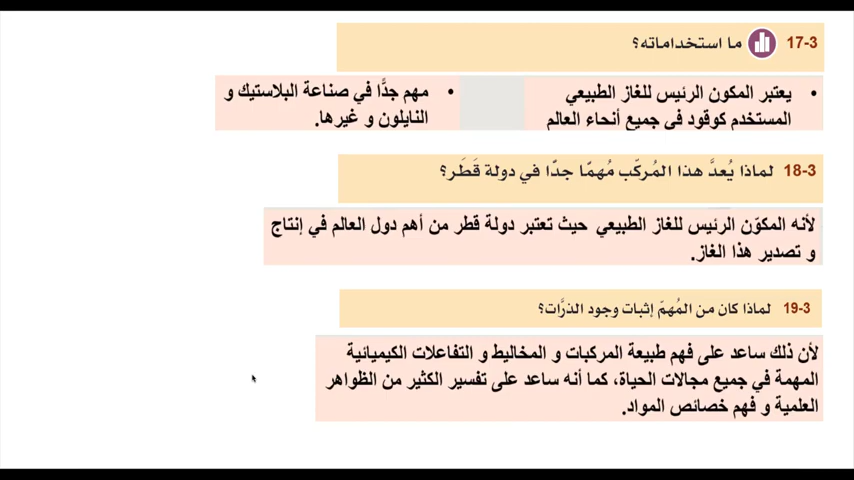 17-3 ما استخداماته؟
• يعتبر المكون الرئيس للغاز الطبيعي
المستخدم كوقود في جميع أنحاء العالم
• مهم جدًّا في صناعة البلاستيك و
النايلون و غيرها.
18-3 لماذا يُعدَّ هذا المُركّب مُهمًّا جدًّا في دولة قَطَر؟
لأنه المكوّن الرئيس للغاز الطبيعي حيث تعتبر دولة قطر من أهم دول العالم في إنتاج
و تصدير هذا الغاز.
19-3 لماذا كان من المُهمّ إثبات وجود الذرَّات؟
لأن ذلك ساعد على فهم طبيعة المركبات و المخاليط و التفاعلات الكيميائية
المهمة في جميع مجالات الحياة، كما أنه ساعد على تفسير الكثير من الظواهر
العلمية و فهم خصائص المواد.